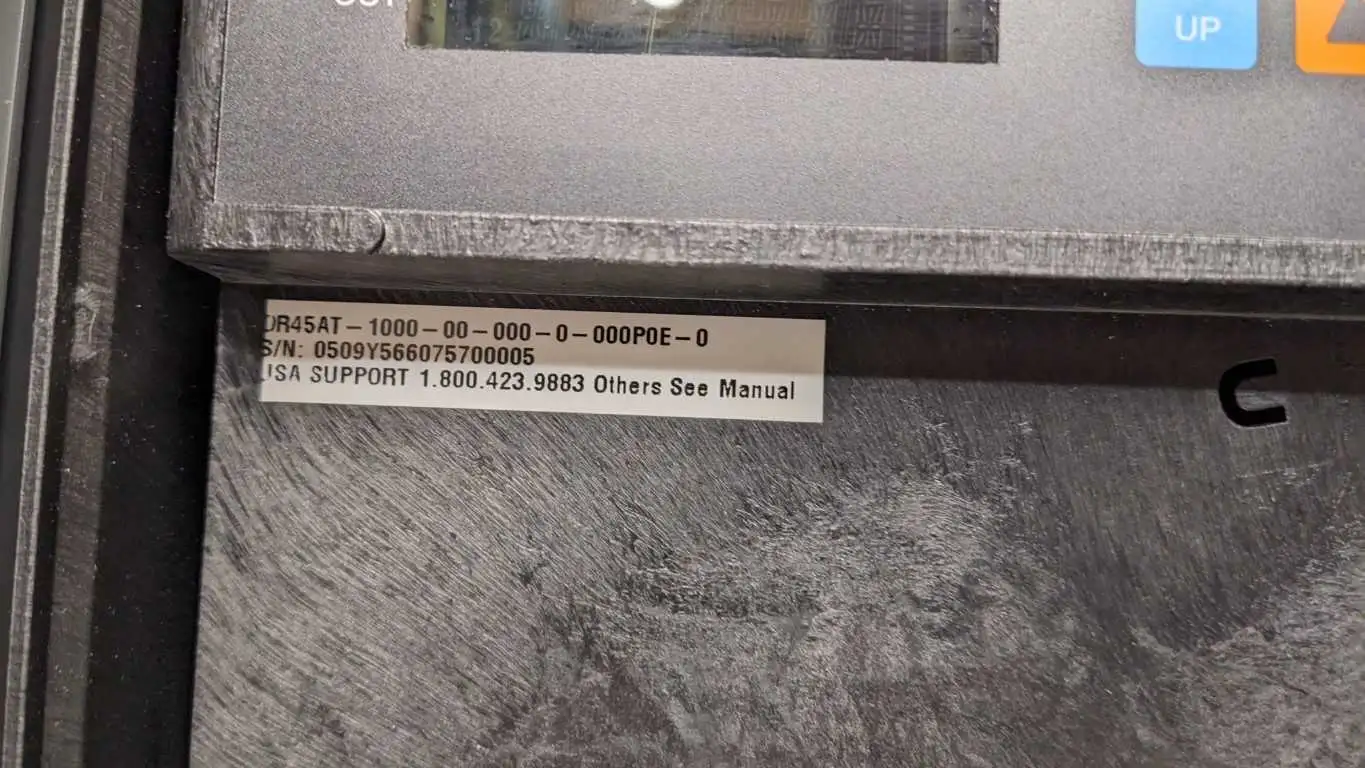 UP
DR45AT-1000-00-000-0-000P0E-0
S/N: 0509Y566075700005
USA SUPPORT 1.800.423.9883 Others See Manual